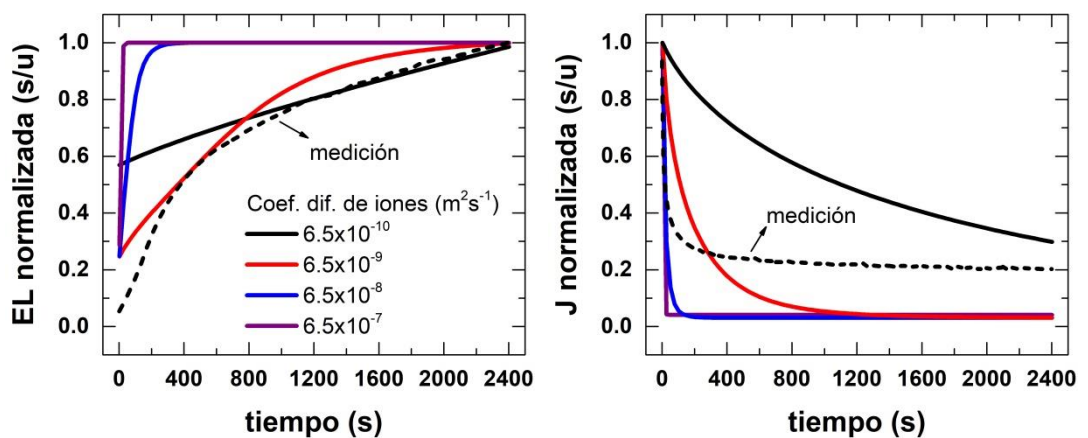 EL normalizada (s/u)
1.0
0.8
0.6
0.4
0.2
0.0
medición
Coef. dif. de iones (m²s⁻¹)
6.5x10⁻¹⁰
6.5x10⁻⁹
6.5x10⁻⁸
6.5x10⁻⁷
0 400 800 1200 1600 2000 2400
tiempo (s)
J normalizada (s/u)
1.0
0.8
0.6
0.4
0.2
0.0
medición
0 400 800 1200 1600 2000 2400
tiempo (s)